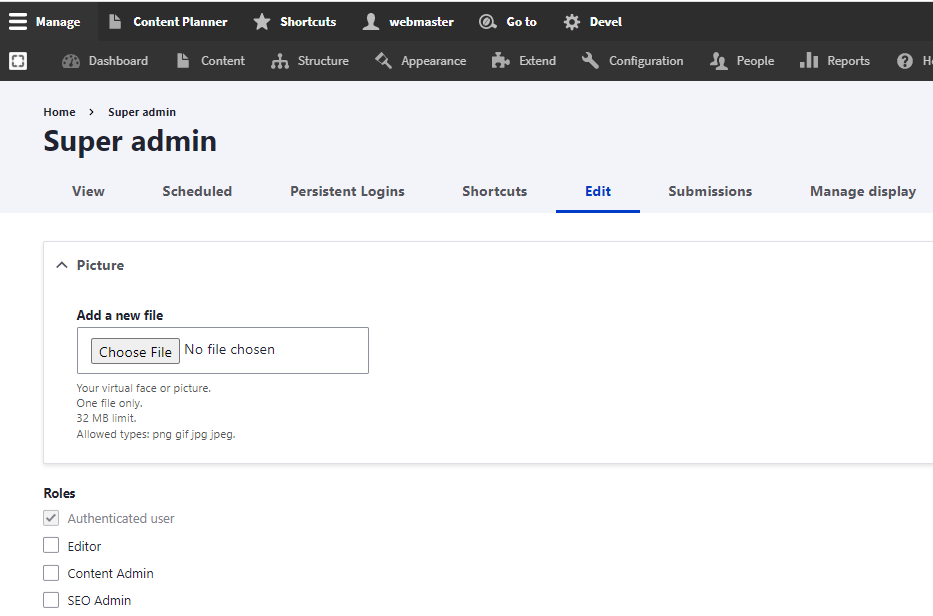 Manage Content Planner Shortcuts webmaster Go to Devel
Dashboard Content Structure Appearance Extend Configuration People Reports
Home > Super admin
Super admin
View Scheduled Persistent Logins Shortcuts Edit Submissions Manage display
Picture
Add a new file
Choose File No file chosen
Your virtual face or picture.
One file only.
32 MB limit.
Allowed types: png gif jpg jpeg.
Roles
Authenticated user
Editor
Content Admin
SEO Admin